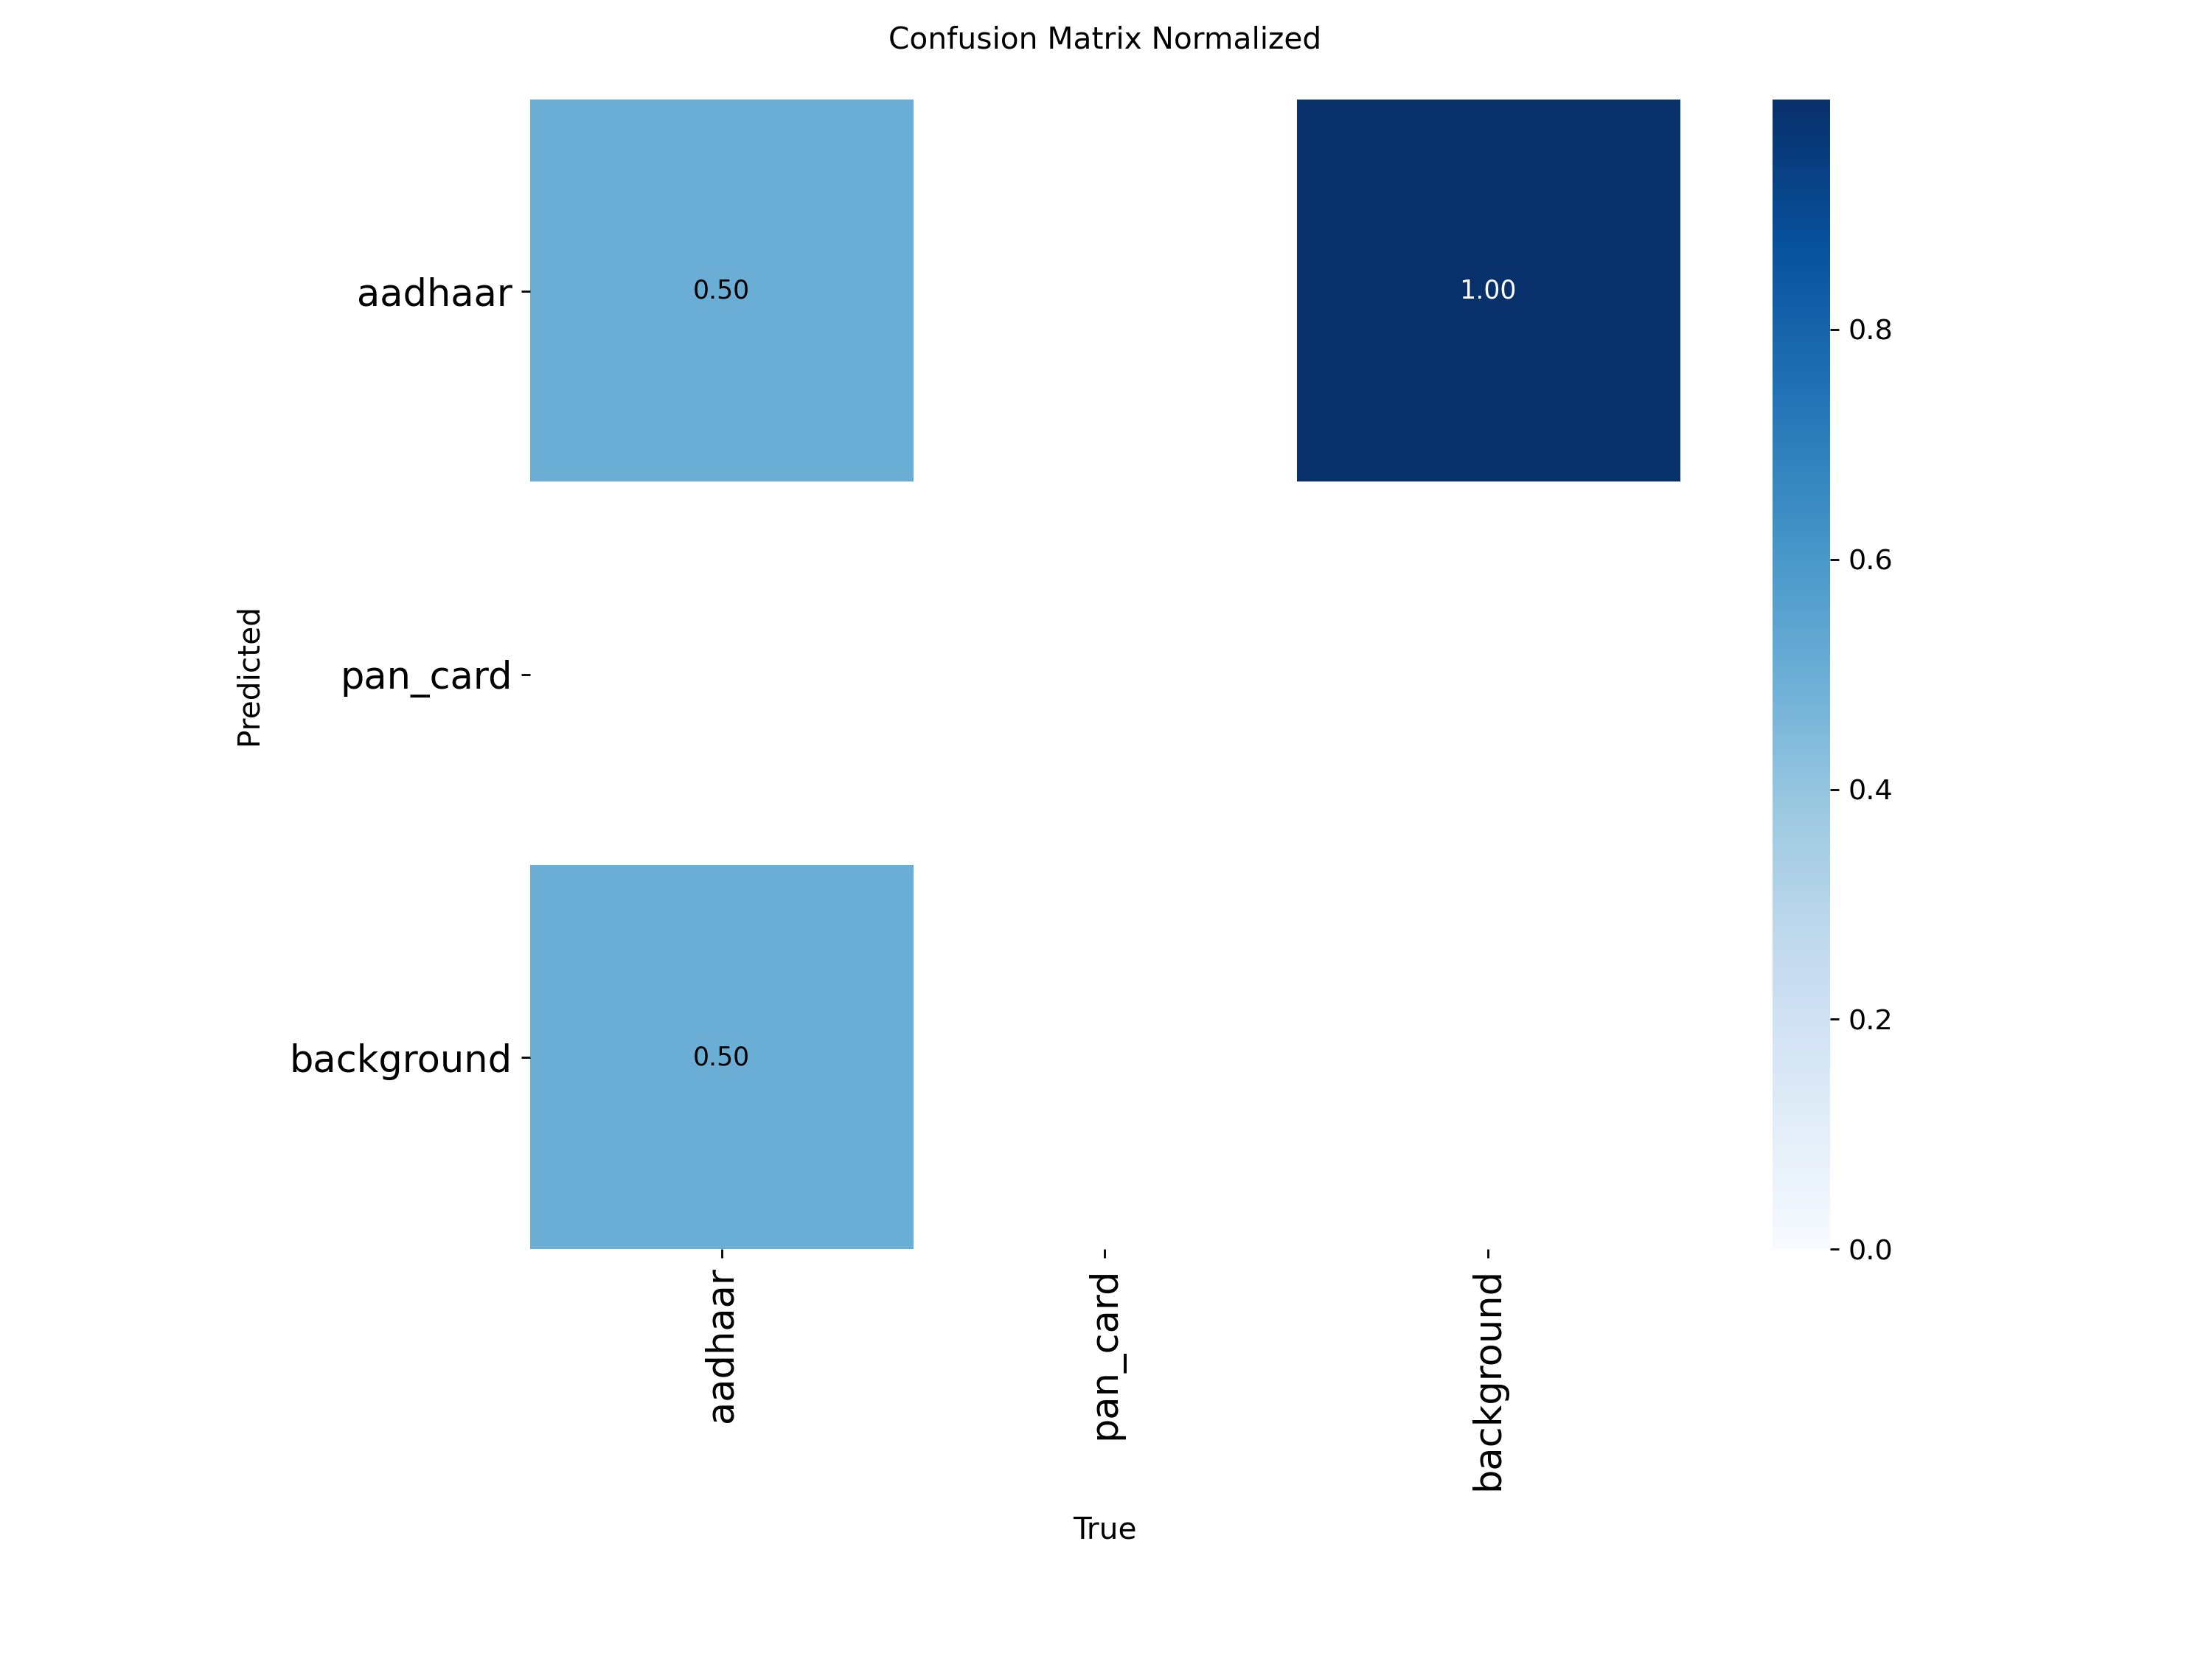 Confusion Matrix Normalized
aadhaar
0.50
1.00
0.8
0.6
Predicted
pan_card
0.4
background
0.50
0.2
0.0
aadhaar
pan_card
background
True